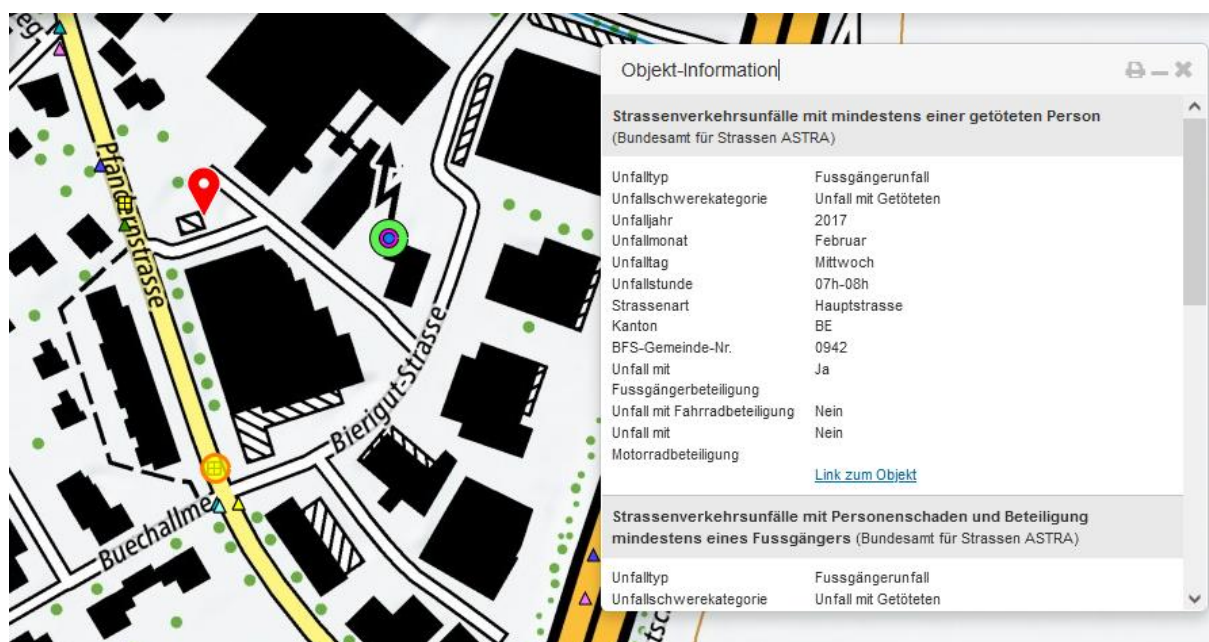 eg
Pfandernstrasse
Bierigut-Strasse
Buechallme
Objekt-Information
Strassenverkehrsunfälle mit mindestens einer getöteten Person
(Bundesamt für Strassen ASTRA)
Unfalltyp Fussgängerunfall
Unfallschwerekategorie Unfall mit Getöteten
Unfalljahr 2017
Unfallmonat Februar
Unfalltag Mittwoch
Unfallstunde 07h-08h
Strassenart Hauptstrasse
Kanton BE
BFS-Gemeinde-Nr. 0942
Unfall mit Ja
Fussgängerbeteiligung
Unfall mit Fahrradbeteiligung Nein
Unfall mit Nein
Motorradbeteiligung
Link zum Objekt
Strassenverkehrsunfälle mit Personenschaden und Beteiligung
mindestens eines Fussgängers (Bundesamt für Strassen ASTRA)
Unfalltyp Fussgängerunfall
Unfallschwerekategorie Unfall mit Getöteten